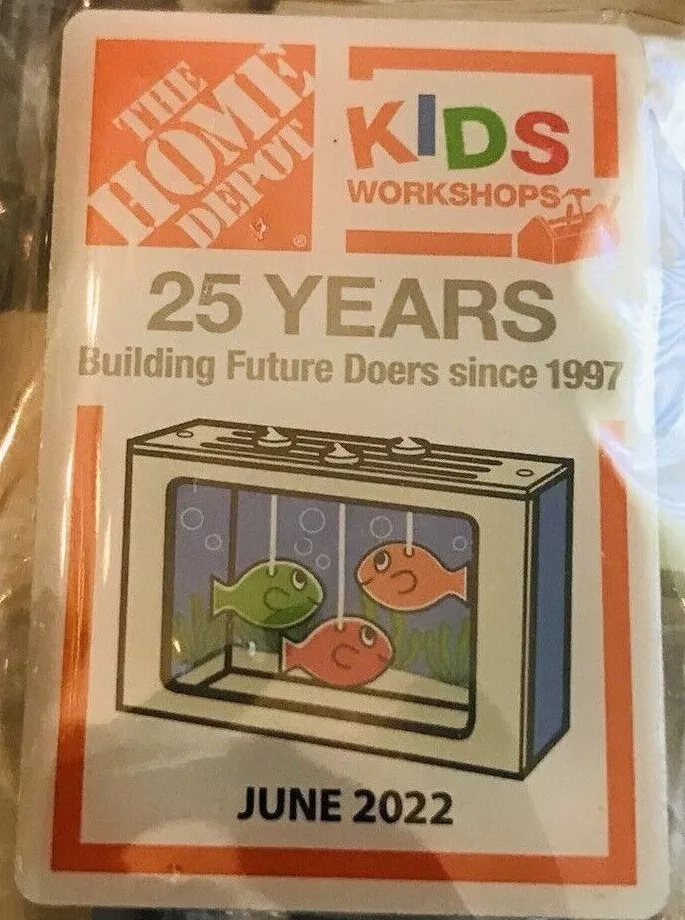 THE
HOME
DEPOT
®
KIDS
WORKSHOPS
25 YEARS
Building Future Doers since 1997
JUNE 2022